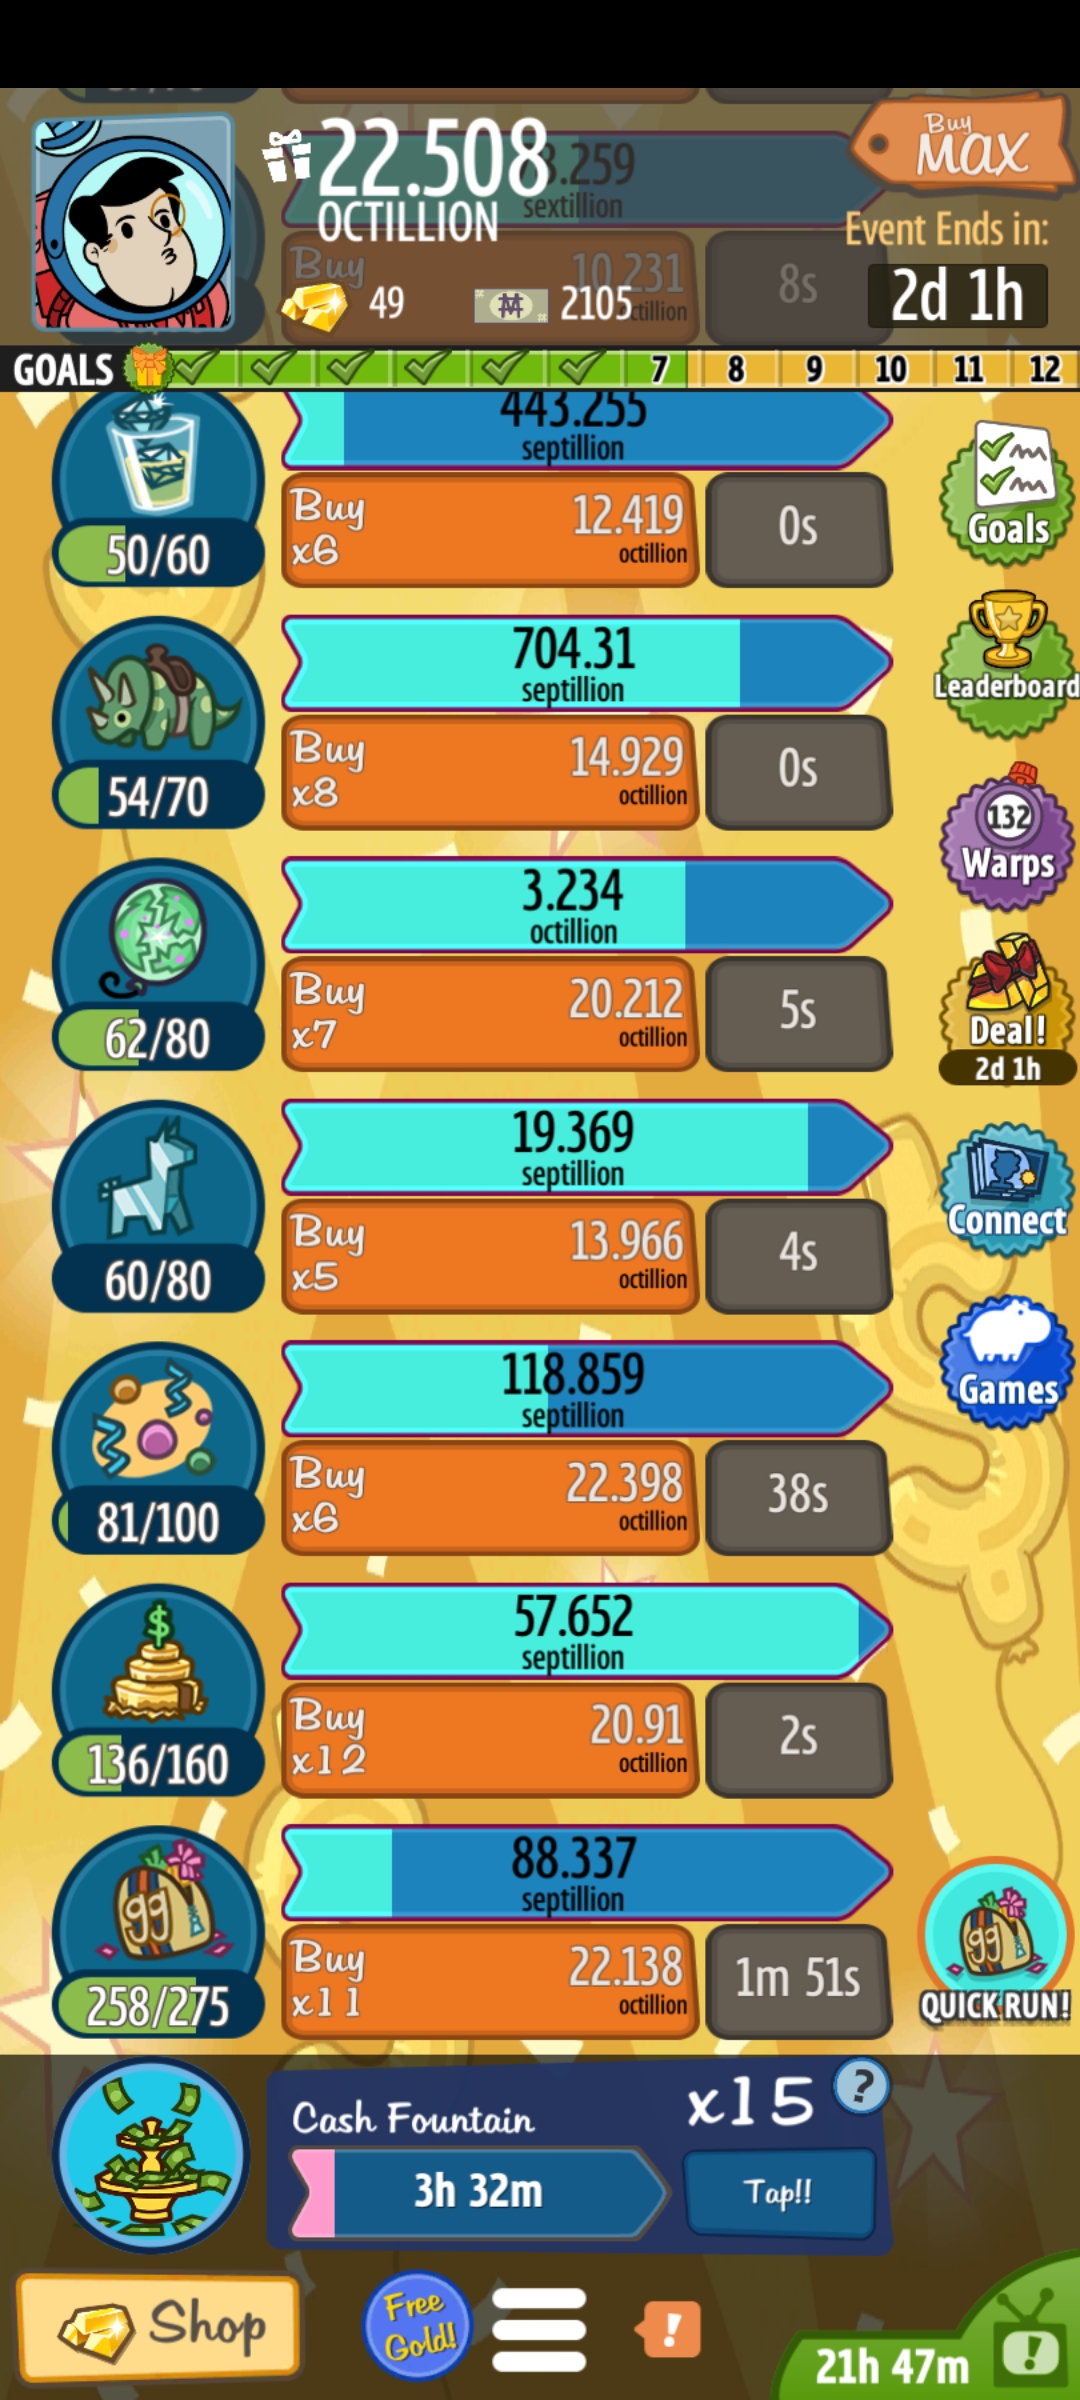 22.508
OCTILLION
Buy
MAX
sextillion
Event Ends in:
2d 1h
Buy
10.231
8s
49
2105
GOALS
7
8
9
10
11
12
443.255
septillion
50/60
Buy
x6
12.419
octillion
0s
Goals
704.31
septillion
54/70
Buy
x8
14.929
octillion
0s
Leaderboard
3.234
octillion
62/80
Buy
x7
20.212
octillion
5s
132
Warps
Deal!
2d 1h
19.369
septillion
60/80
Buy
x5
13.966
octillion
4s
Connect
118.859
septillion
81/100
Buy
x6
22.398
octillion
38s
Games
57.652
septillion
$
136/160
Buy
x12
20.91
octillion
2s
88.337
septillion
gg
258/275
Buy
x11
22.138
octillion
1m 51s
gg
QUICK RUN!
Cash Fountain
x15
?
3h 32m
Tap!!
Shop
Free
Gold!
!
21h 47m
!